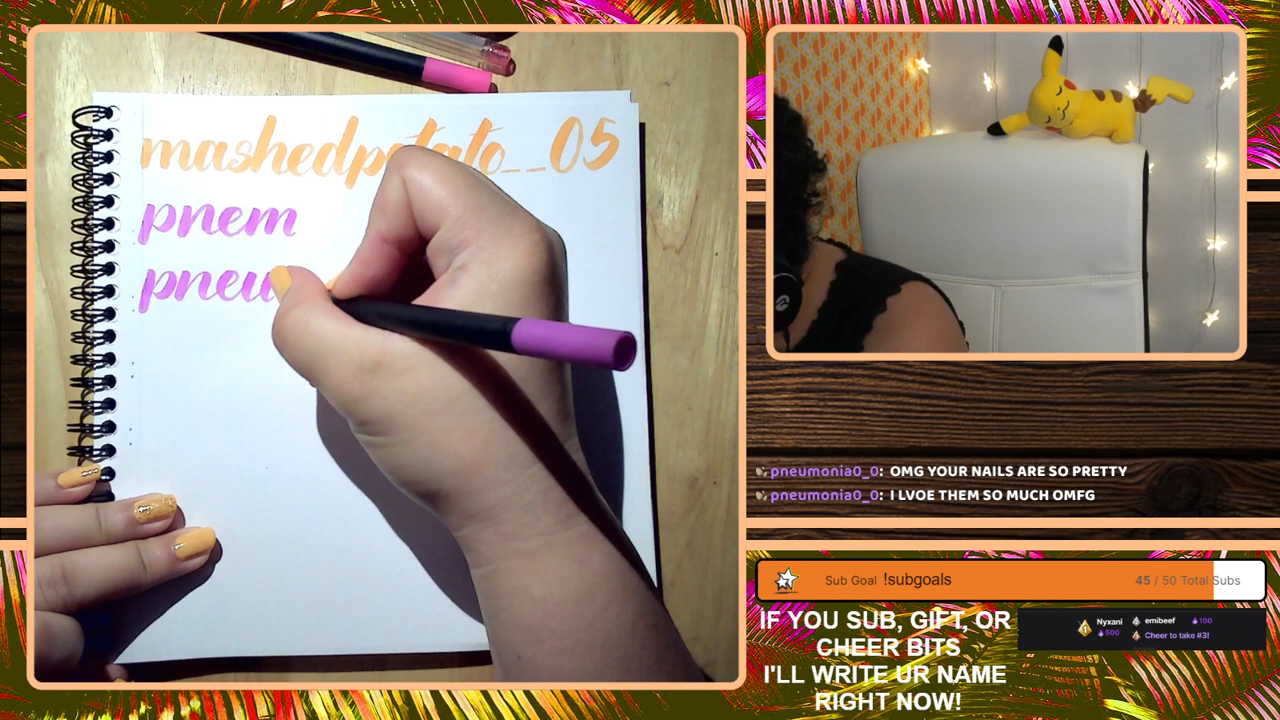 mashedpotato__05
pnem
pneu
pneumonia0_0: OMG YOUR NAILS ARE SO PRETTY
pneumonia0_0: I LVOE THEM SO MUCH OMFG
Sub Goal !subgoals 45 / 50 Total Subs
IF YOU SUB, GIFT, OR
CHEER BITS
I'LL WRITE UR NAME
RIGHT NOW!
1 Nyxani 500
emibeef 100
Cheer to take #3!